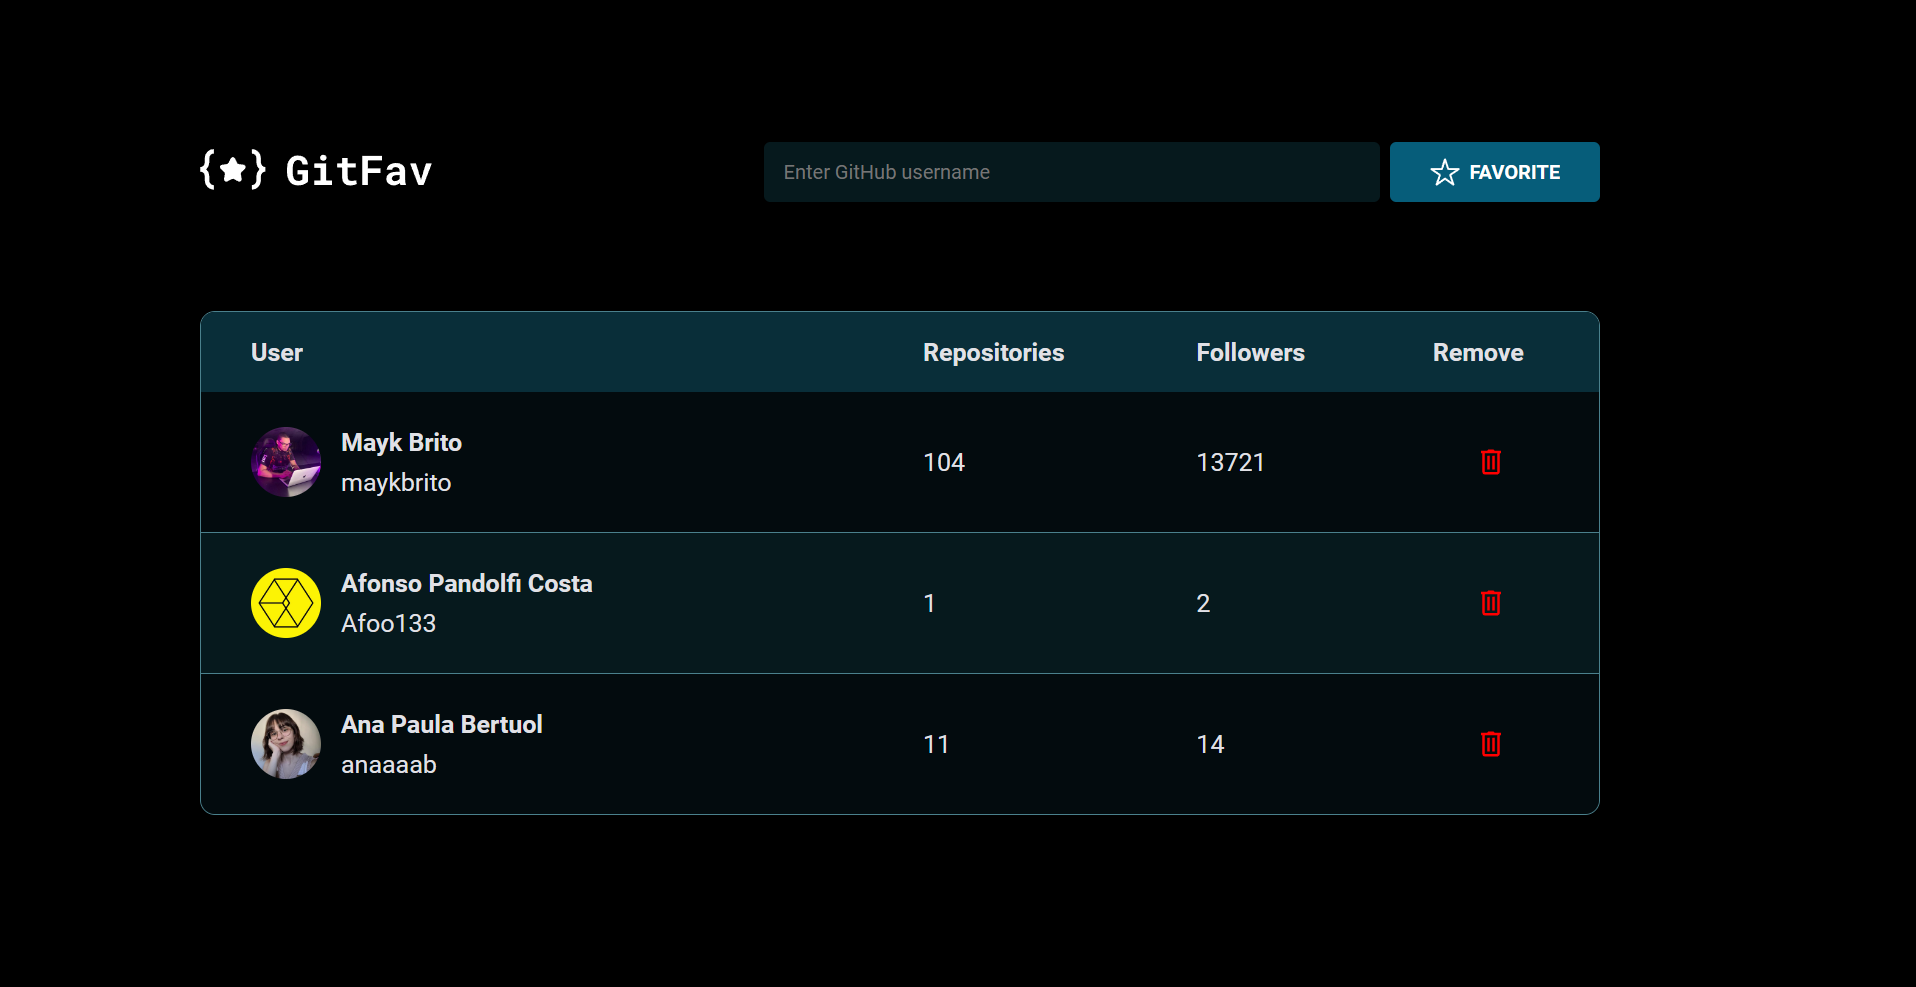 {★} GitFav
Enter GitHub username
FAVORITE
User Repositories Followers Remove
Mayk Brito
maykbrito
104 13721
Afonso Pandolfi Costa
Afoo133
1 2
Ana Paula Bertuol
anaaaab
11 14